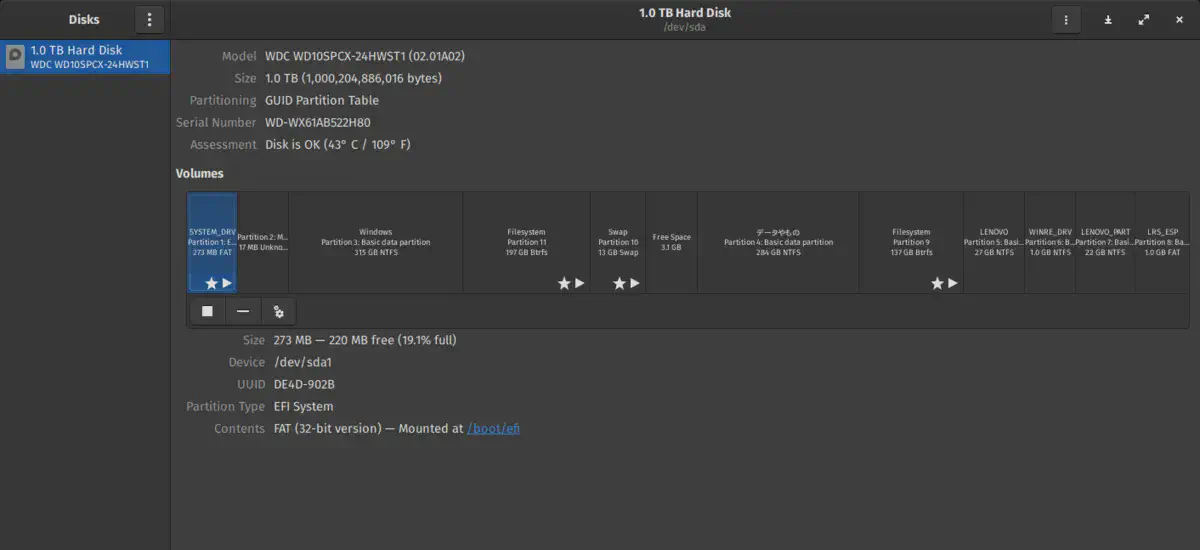 Disks
1.0 TB Hard Disk
/dev/sda
1.0 TB Hard Disk
WDC WD10SPCX-24HWST1
Model WDC WD10SPCX-24HWST1 (02.01A02)
Size 1.0 TB (1,000,204,886,016 bytes)
Partitioning GUID Partition Table
Serial Number WD-WX61AB522H80
Assessment Disk is OK (43° C / 109° F)
Volumes
SYSTEM_DRV
Partition 1: E…
273 MB FAT
Partition 2: M…
17 MB Unkno…
Windows
Partition 3: Basic data partition
315 GB NTFS
Filesystem
Partition 11
197 GB Btrfs
Swap
Partition 10
13 GB Swap
Free Space
3.1 GB
データやもの
Partition 4: Basic data partition
284 GB NTFS
Filesystem
Partition 9
137 GB Btrfs
LENOVO
Partition 5: Basi…
27 GB NTFS
WINRE_DRV
Partition 6: B…
1.0 GB NTFS
LENOVO_PART
Partition 7: Basi…
22 GB NTFS
LRS_ESP
Partition 8: Ba…
1.0 GB FAT
Size 273 MB — 220 MB free (19.1% full)
Device /dev/sda1
UUID DE4D-902B
Partition Type EFI System
Contents FAT (32-bit version) — Mounted at /boot/efi